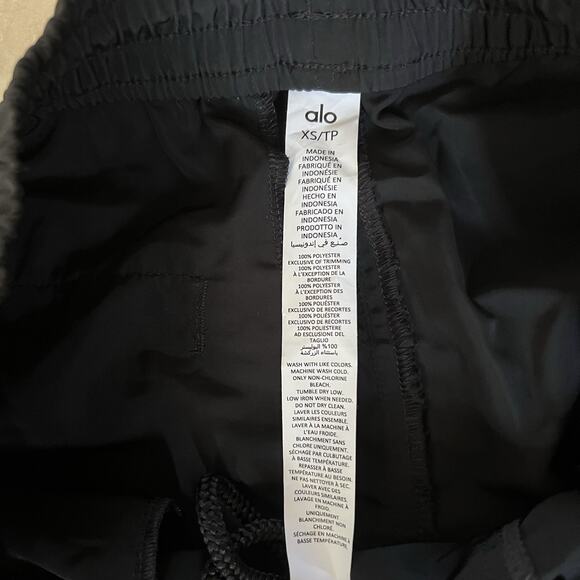 alo
XS/TP
MADE IN
INDONESIA
FABRIQUÉ EN
INDONÉSIE
FABRIQUÉ EN
INDONÉSIE
HECHO EN
INDONESIA
FABRICADO EN
INDONESIA
PRODOTTO IN
INDONESIA
صنع في إندونيسيا
100% POLYESTER
EXCLUSIVE OF TRIMMING
100% POLYESTER
À L'EXCEPTION DE LA
BORDURE
100% POLYESTER
À L'EXCEPTION DES
BORDURES
100% POLIÉSTER
EXCLUSIVO DE RECORTES
100% POLIÉSTER
EXCLUSIVO DE RECORTES
100% POLIESTERE
AD ESCLUSIONE DEL
TAGLIO
100% البوليستر
باستثناء الزركشة
WASH WITH LIKE COLORS.
MACHINE WASH COLD.
ONLY NON-CHLORINE
BLEACH.
TUMBLE DRY LOW.
LOW IRON WHEN NEEDED.
DO NOT DRY CLEAN.
LAVER LES COULEURS
SIMILAIRES ENSEMBLE.
LAVER À LA MACHINE À
L'EAU FROIDE.
BLANCHIMENT SANS
CHLORE UNIQUEMENT.
SÉCHAGE PAR CULBUTAGE
À BASSE TEMPÉRATURE.
REPASSER À BASSE
TEMPÉRATURE AU BESOIN.
NE PAS NETTOYER À SEC.
LAVER AVEC DES
COULEURS SIMILAIRES.
LAVAGE EN MACHINE À
FROID.
UNIQUEMENT
BLANCHIMENT NON
CHLORÉ.
SÉCHAGE EN MACHINE À
BASSE TEMPÉRATURE.